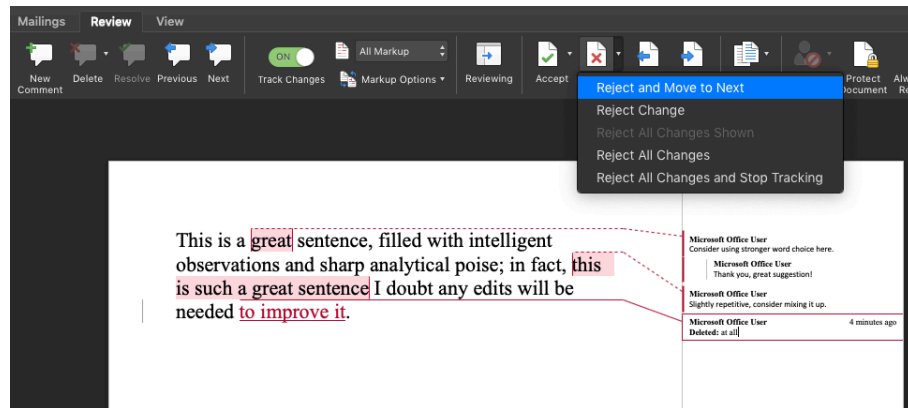 Mailings Review View
New Comment
Delete
Resolve
Previous
Next
ON
Track Changes
All Markup
Markup Options
Reviewing
Accept
Protect Document
Reject and Move to Next
Reject Change
Reject All Changes Shown
Reject All Changes
Reject All Changes and Stop Tracking
This is a great sentence, filled with intelligent
observations and sharp analytical poise; in fact, this
is such a great sentence I doubt any edits will be
needed to improve it.
Microsoft Office User
Consider using stronger word choice here.
Microsoft Office User
Thank you, great suggestion!
Microsoft Office User
Slightly repetitive, consider mixing it up.
Microsoft Office User 4 minutes ago
Deleted: at all